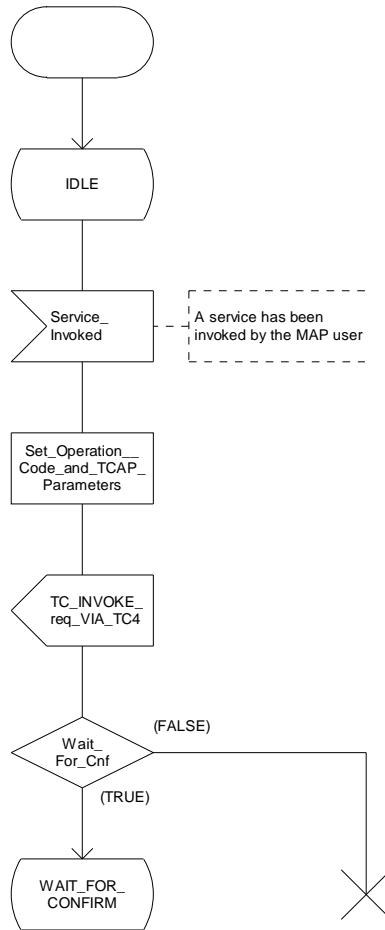 IDLE
Service_
Invoked
A service has been
invoked by the MAP user
Set_Operation__
Code_and_TCAP_
Parameters
TC_INVOKE_
req_VIA_TC4
Wait_
For_Cnf
(FALSE)
(TRUE)
WAIT_FOR_
CONFIRM